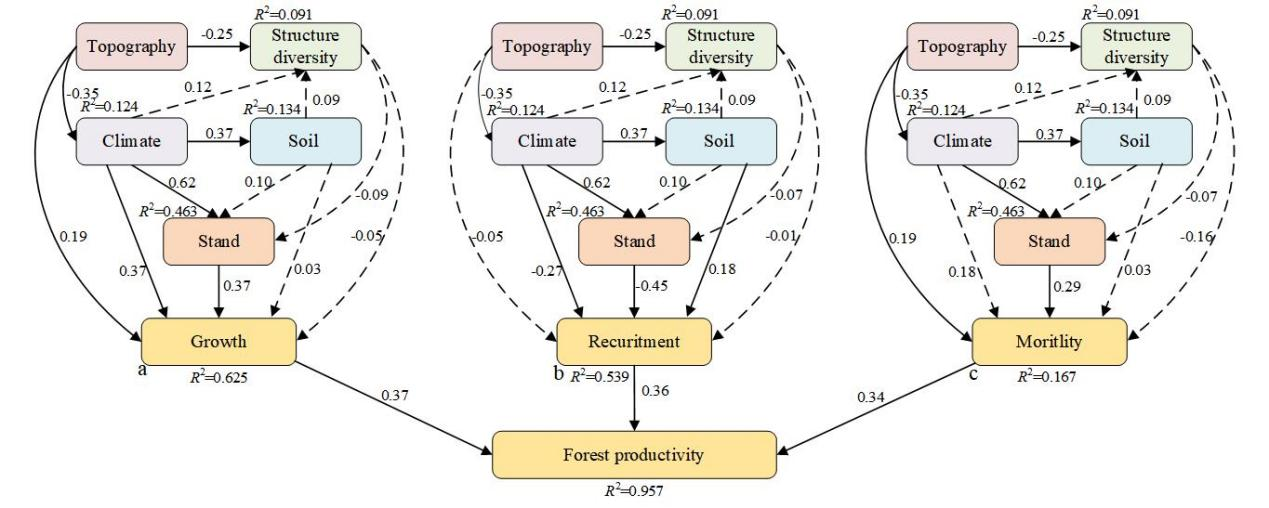 R²=0.091
Topography
-0.25
Structure
diversity
-0.35
R²=0.124
0.12
R²=0.134
0.09
Climate
0.37
Soil
0.62
0.10
-0.09
R²=0.463
Stand
0.19
0.37
0.37
0.03
-0.05
Growth
a
R²=0.625
R²=0.091
Topography
-0.25
Structure
diversity
-0.35
R²=0.124
0.12
R²=0.134
0.09
Climate
0.37
Soil
0.62
0.10
-0.07
R²=0.463
Stand
-0.05
-0.27
-0.45
0.18
-0.01
Recuritment
b
R²=0.539
R²=0.091
Topography
-0.25
Structure
diversity
-0.35
R²=0.124
0.12
R²=0.134
0.09
Climate
0.37
Soil
0.62
0.10
-0.07
R²=0.463
Stand
0.19
0.18
0.29
0.03
-0.16
Moritlity
c
R²=0.167
0.37
0.36
0.34
Forest productivity
R²=0.957